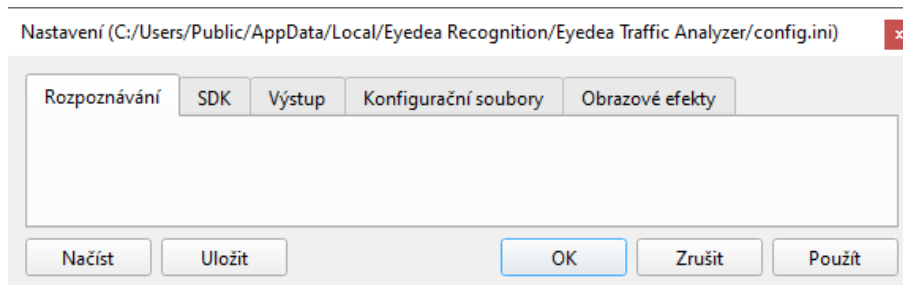 Nastavení (C:/Users/Public/AppData/Local/Eyedea Recognition/Eyedea Traffic Analyzer/config.ini) x
Rozpoznávání SDK Výstup Konfigurační soubory Obrazové efekty
Načíst Uložit OK Zrušit Použít